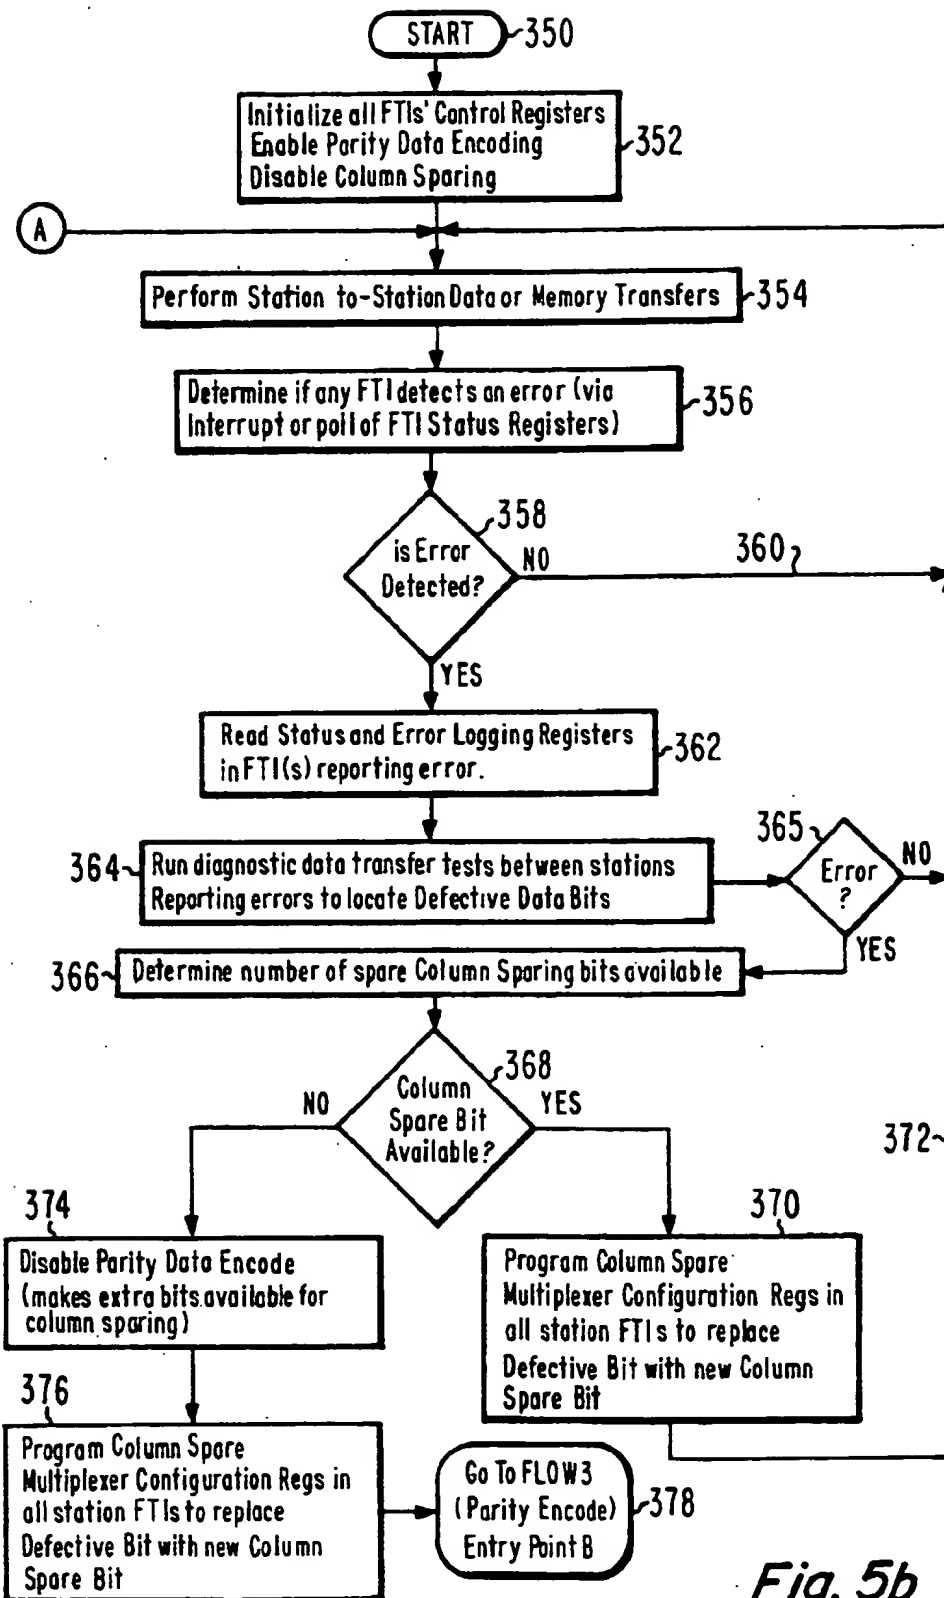 START 350
Initialize all FTIs' Control Registers
Enable Parity Data Encoding
Disable Column Sparing
352
A
Perform Station to-Station Data or Memory Transfers 354
Determine if any FTI detects an error (via
Interrupt or poll of FTI Status Registers)
356
358
is Error
Detected?
NO
360
YES
Read Status and Error Logging Registers
in FTI(s) reporting error.
362
364
Run diagnostic data transfer tests between stations
Reporting errors to locate Defective Data Bits
365
Error
?
NO
YES
366 Determine number of spare Column Sparing bits available
368
Column
Spare Bit
Available?
NO
YES
372
374
Disable Parity Data Encode
(makes extra bits available for
column sparing)
370
Program Column Spare
Multiplexer Configuration Regs in
all station FTIs to replace
Defective Bit with new Column
Spare Bit
376
Program Column Spare
Multiplexer Configuration Regs in
all station FTIs to replace
Defective Bit with new Column
Spare Bit
Go To FLOW3
(Parity Encode)
Entry Point B
378
Fig. 5b